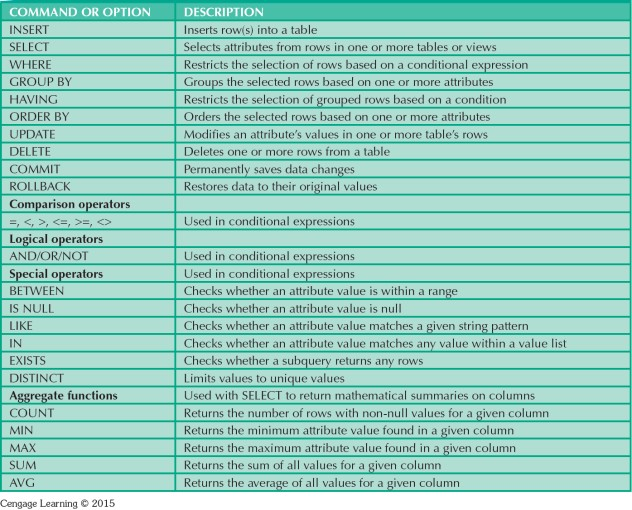 COMMAND OR OPTION DESCRIPTION
INSERT Inserts row(s) into a table
SELECT Selects attributes from rows in one or more tables or views
WHERE Restricts the selection of rows based on a conditional expression
GROUP BY Groups the selected rows based on one or more attributes
HAVING Restricts the selection of grouped rows based on a condition
ORDER BY Orders the selected rows based on one or more attributes
UPDATE Modifies an attribute's values in one or more table's rows
DELETE Deletes one or more rows from a table
COMMIT Permanently saves data changes
ROLLBACK Restores data to their original values
Comparison operators
=, <, >, <=, >=, <> Used in conditional expressions
Logical operators
AND/OR/NOT Used in conditional expressions
Special operators Used in conditional expressions
BETWEEN Checks whether an attribute value is within a range
IS NULL Checks whether an attribute value is null
LIKE Checks whether an attribute value matches a given string pattern
IN Checks whether an attribute value matches any value within a value list
EXISTS Checks whether a subquery returns any rows
DISTINCT Limits values to unique values
Aggregate functions Used with SELECT to return mathematical summaries on columns
COUNT Returns the number of rows with non-null values for a given column
MIN Returns the minimum attribute value found in a given column
MAX Returns the maximum attribute value found in a given column
SUM Returns the sum of all values for a given column
AVG Returns the average of all values for a given column
Cengage Learning © 2015